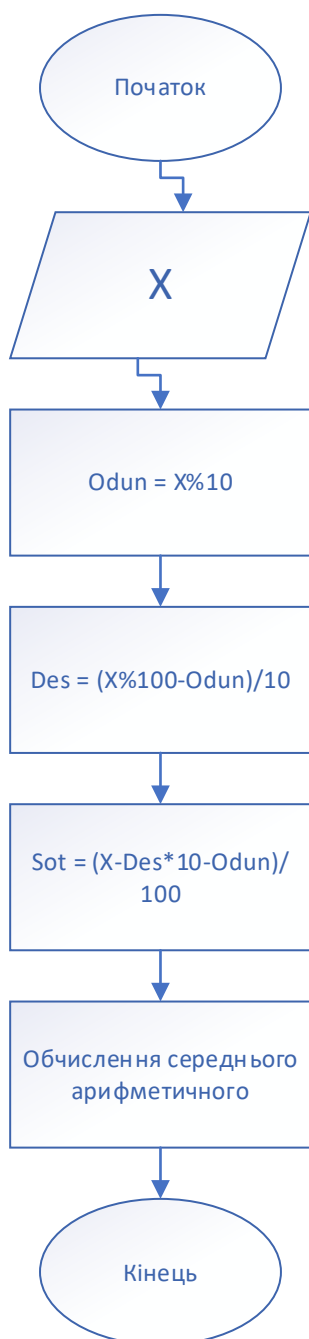 Початок
X
Odun = X%10
Des = (X%100-Odun)/10
Sot = (X-Des*10-Odun)/
100
Обчислення середнього
арифметичного
Кінець